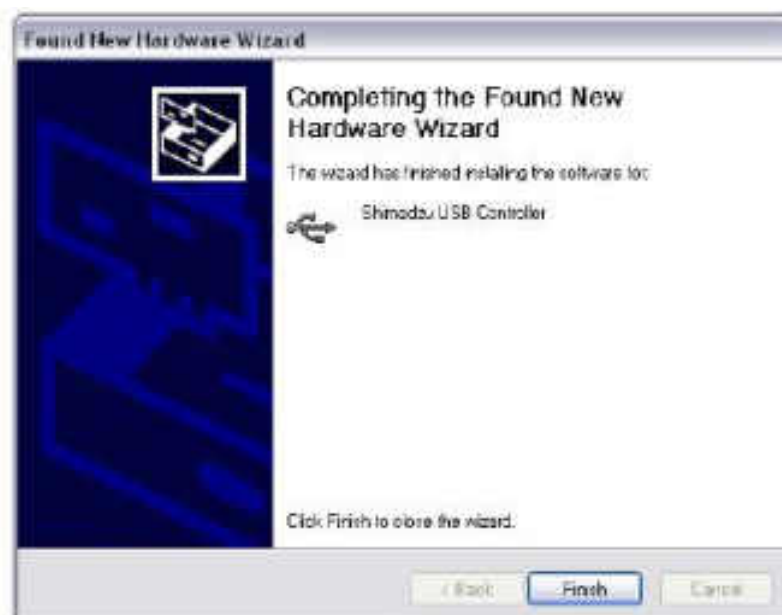 Found New Hardware Wizard
Completing the Found New
Hardware Wizard
The wizard has finished installing the software for:
Shimadzu USB Controller
Click Finish to close the wizard.
< Back
Finish
Cancel